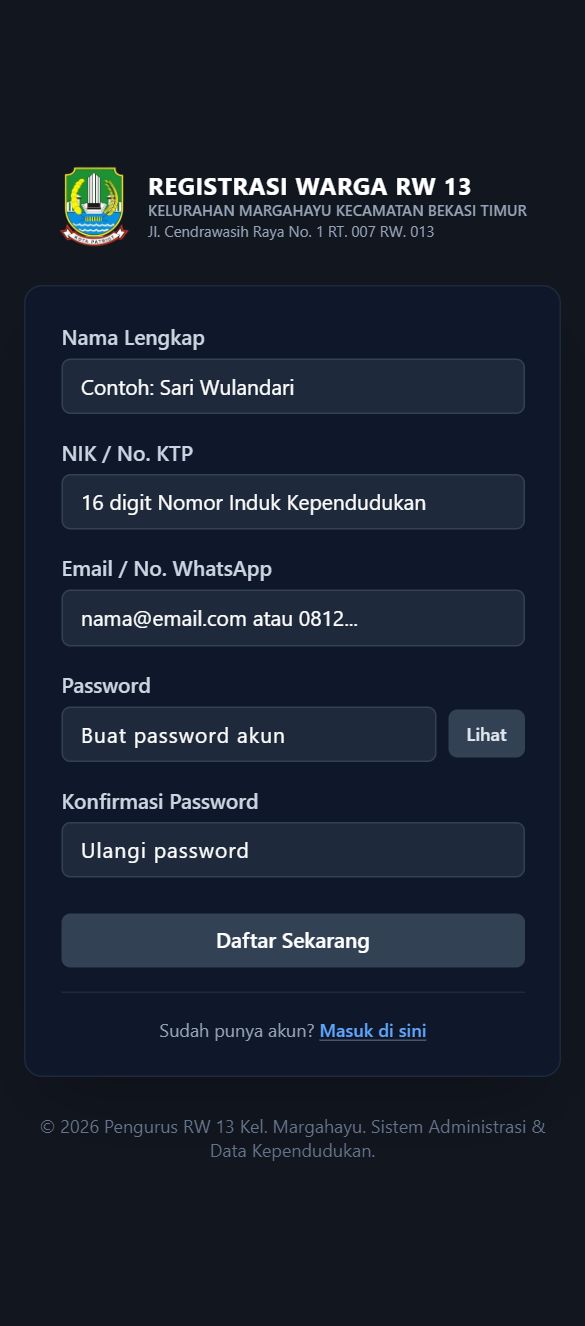 REGISTRASI WARGA RW 13
KELURAHAN MARGAHAYU KECAMATAN BEKASI TIMUR
Jl. Cendrawasih Raya No. 1 RT. 007 RW. 013
KOTA PATRIOT
Nama Lengkap
Contoh: Sari Wulandari
NIK / No. KTP
16 digit Nomor Induk Kependudukan
Email / No. WhatsApp
nama@email.com atau 0812...
Password
Buat password akun
Lihat
Konfirmasi Password
Ulangi password
Daftar Sekarang
Sudah punya akun? Masuk di sini
© 2026 Pengurus RW 13 Kel. Margahayu. Sistem Administrasi &
Data Kependudukan.